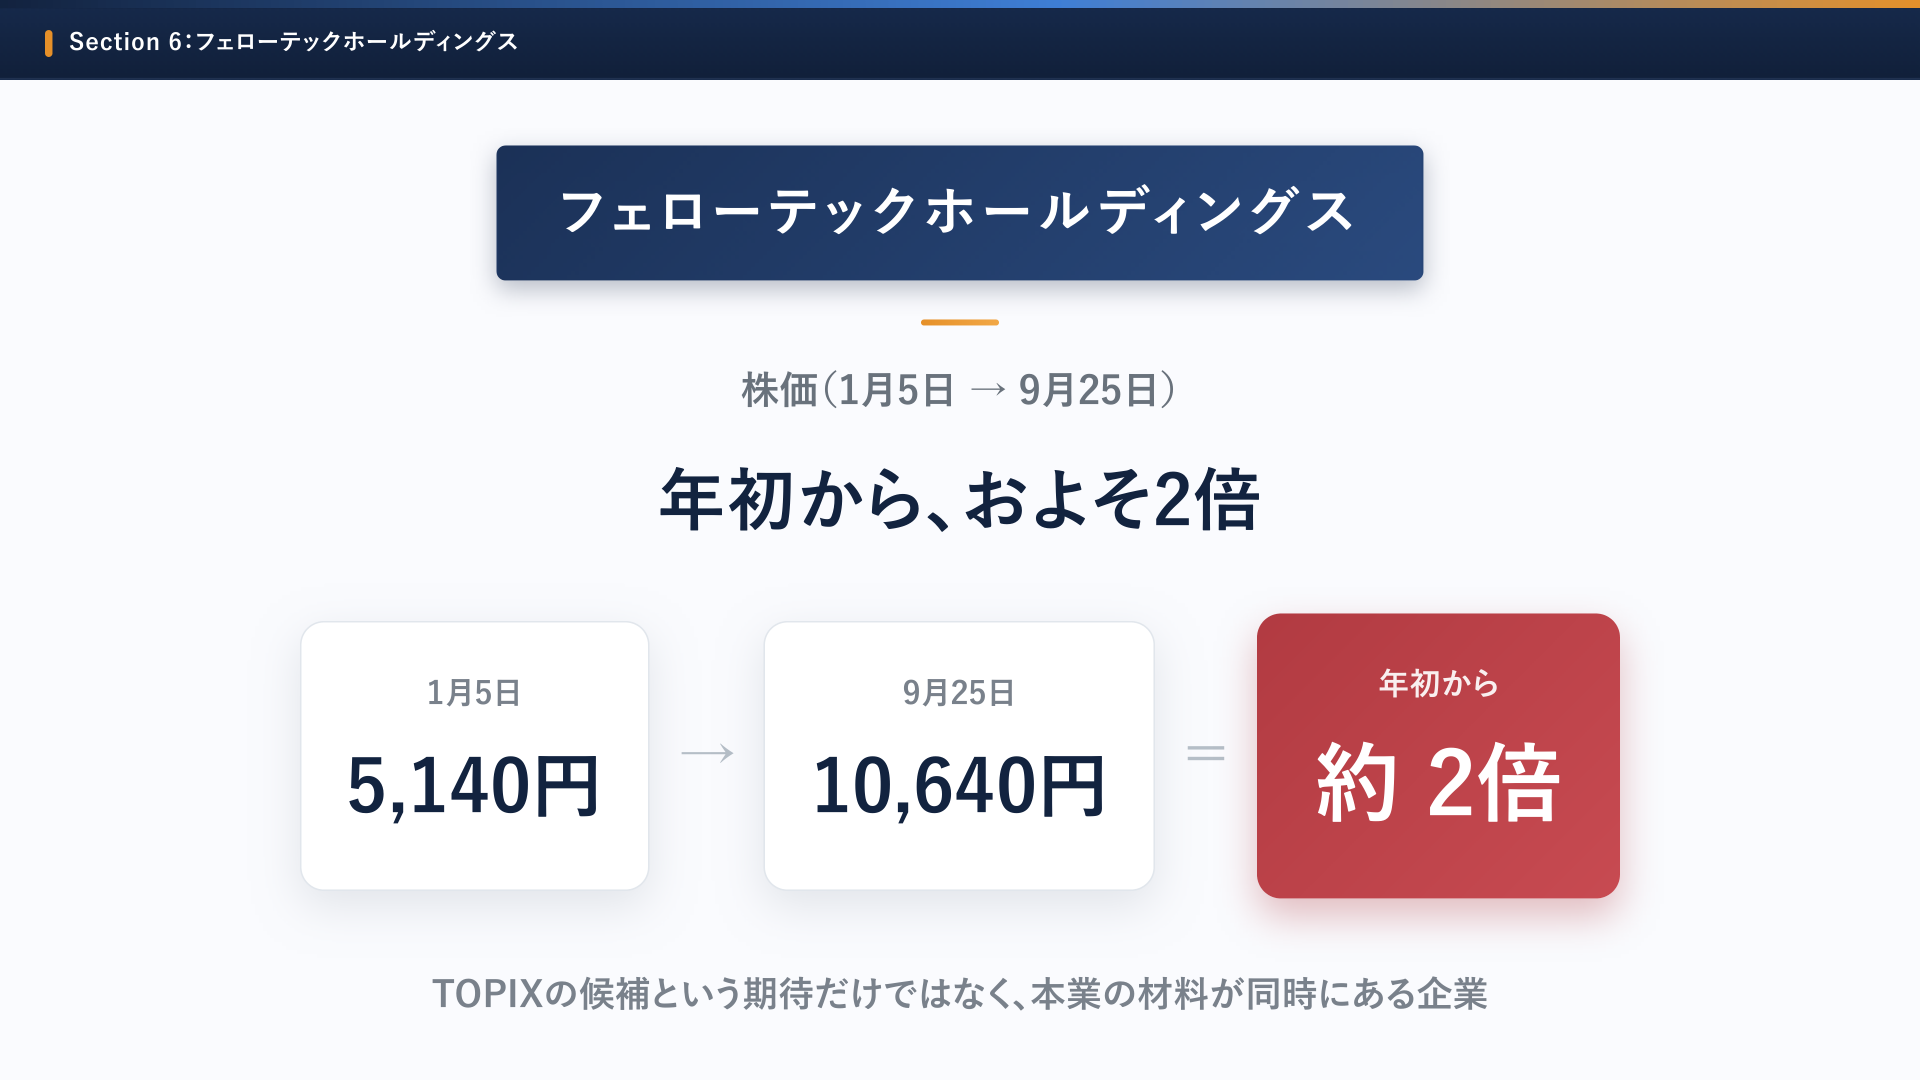 Section 6：フェローテックホールディングス
フェローテックホールディングス
株価（1月5日 → 9月25日）
年初から、およそ2倍
1月5日
5,140円
→
9月25日
10,640円
＝
年初から
約 2倍
TOPIXの候補という期待だけではなく、本業の材料が同時にある企業